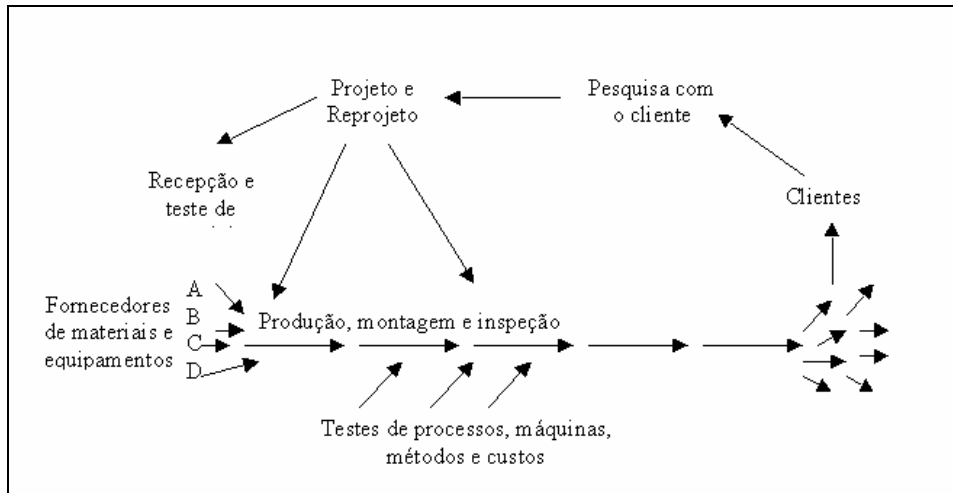 Projeto e
Reprojeto
Pesquisa com
o cliente
Recepção e
teste de
Clientes
Fornecedores
de materiais e
equipamentos
A
B
C
D
Produção, montagem e inspeção
Testes de processos, máquinas,
métodos e custos